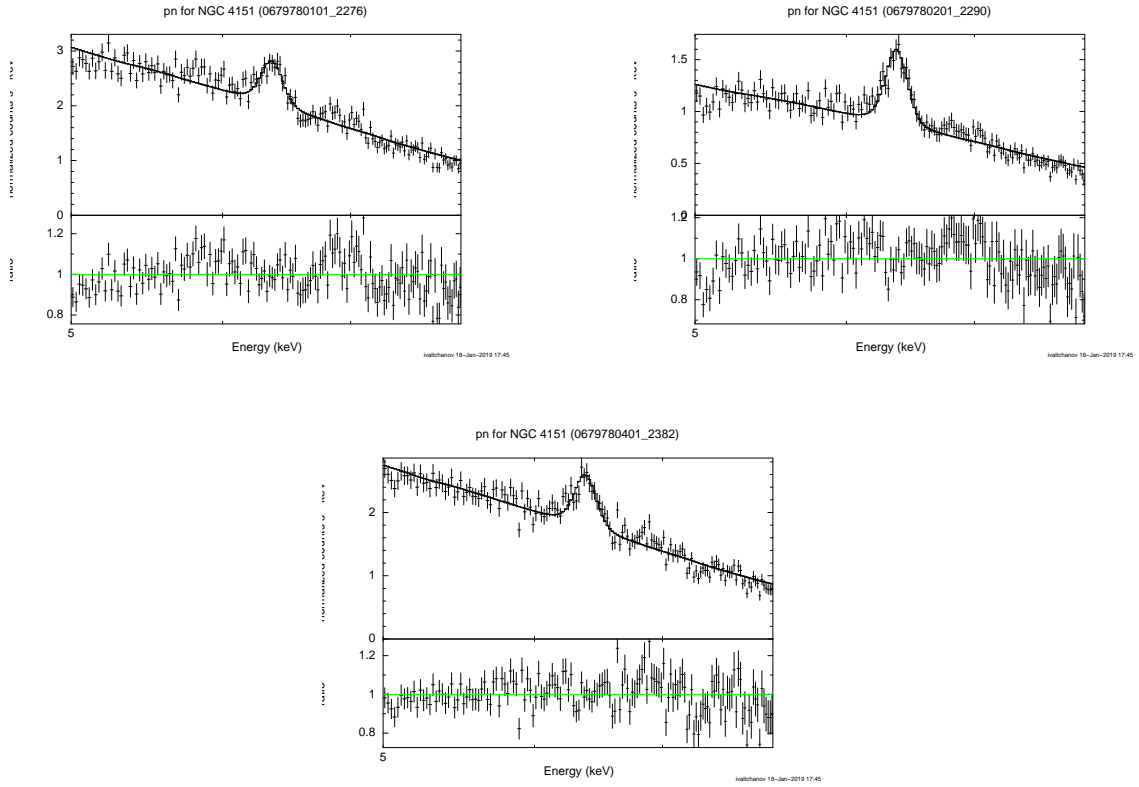 pn for NGC 4151 (0679780101_2276)
3
2
1
0
1.2
1
0.8
5
Energy (keV)
ivaltchanov 18-Jan-2019 17:45
pn for NGC 4151 (0679780201_2290)
1.5
1
0.5
0
1.2
1
0.8
5
Energy (keV)
ivaltchanov 18-Jan-2019 17:45
pn for NGC 4151 (0679780401_2382)
2
1
0
1.2
1
0.8
5
Energy (keV)
ivaltchanov 18-Jan-2019 17:45